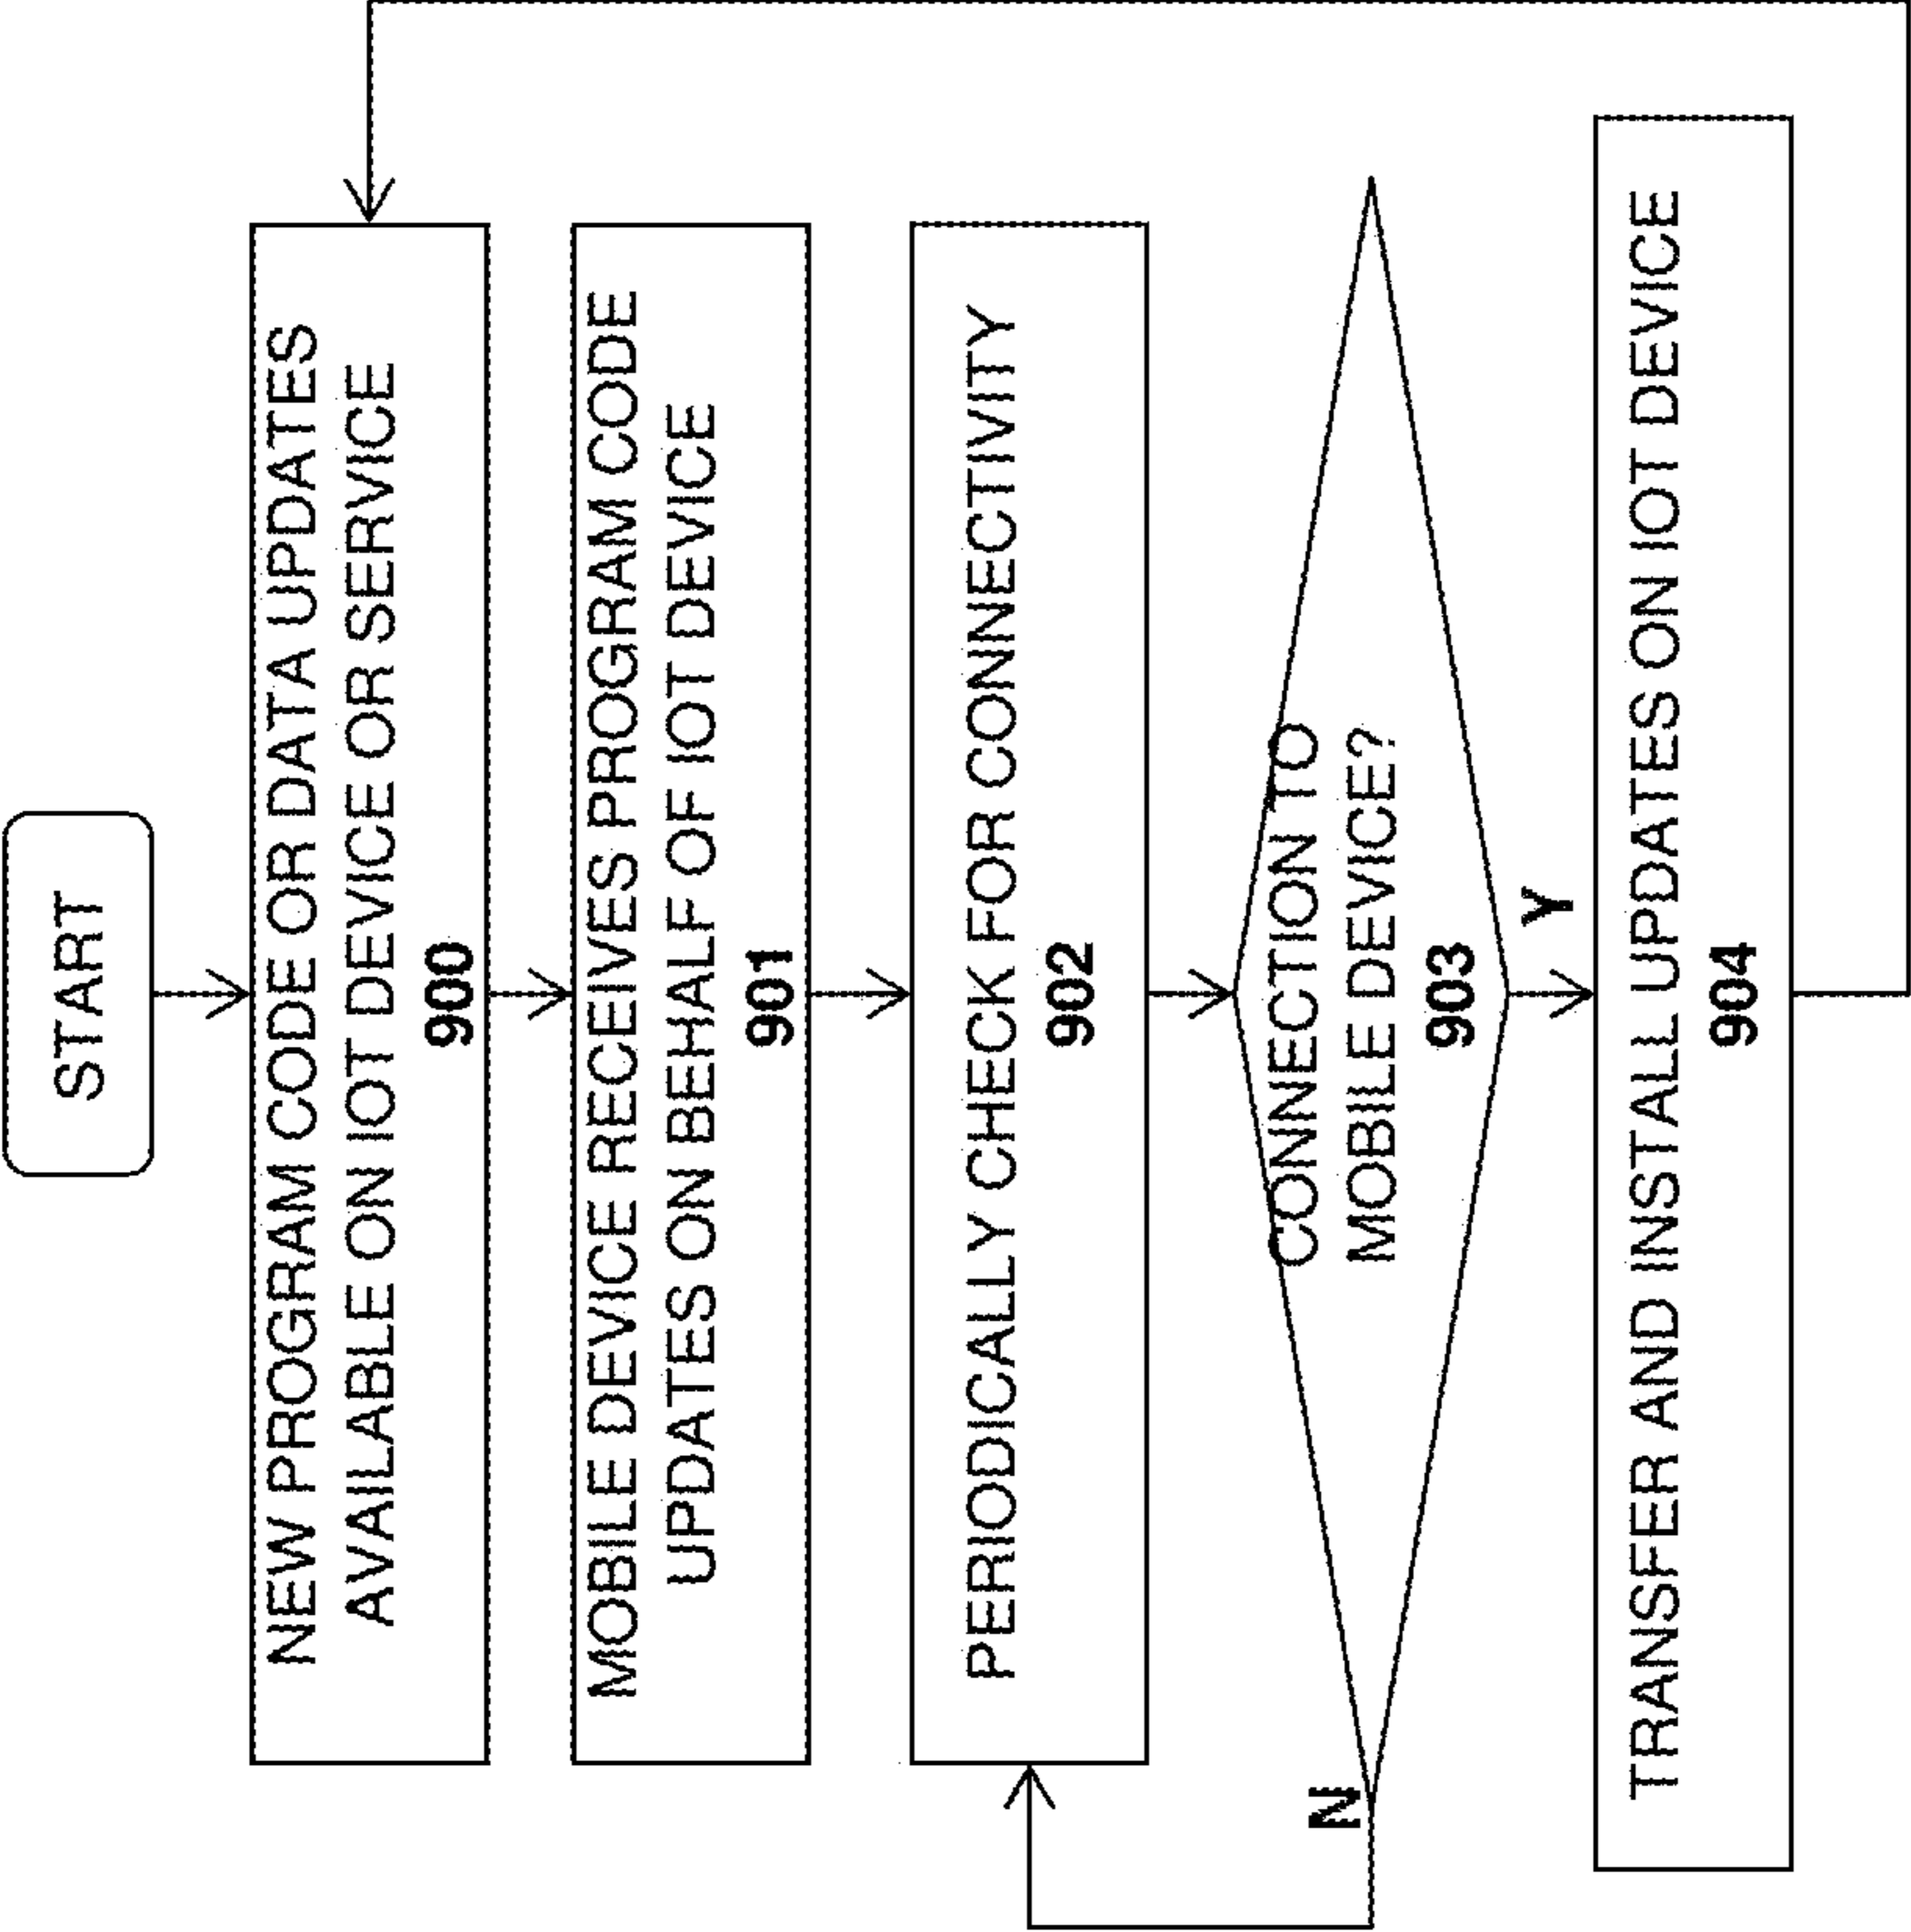 START
NEW PROGRAM CODE OR DATA UPDATES
AVAILABLE ON IOT DEVICE OR SERVICE
900
MOBILE DEVICE RECEIVES PROGRAM CODE
UPDATES ON BEHALF OF IOT DEVICE
901
PERIODICALLY CHECK FOR CONNECTIVITY
902
CONNECTION TO
MOBILE DEVICE?
903
N
Y
TRANSFER AND INSTALL UPDATES ON IOT DEVICE
904